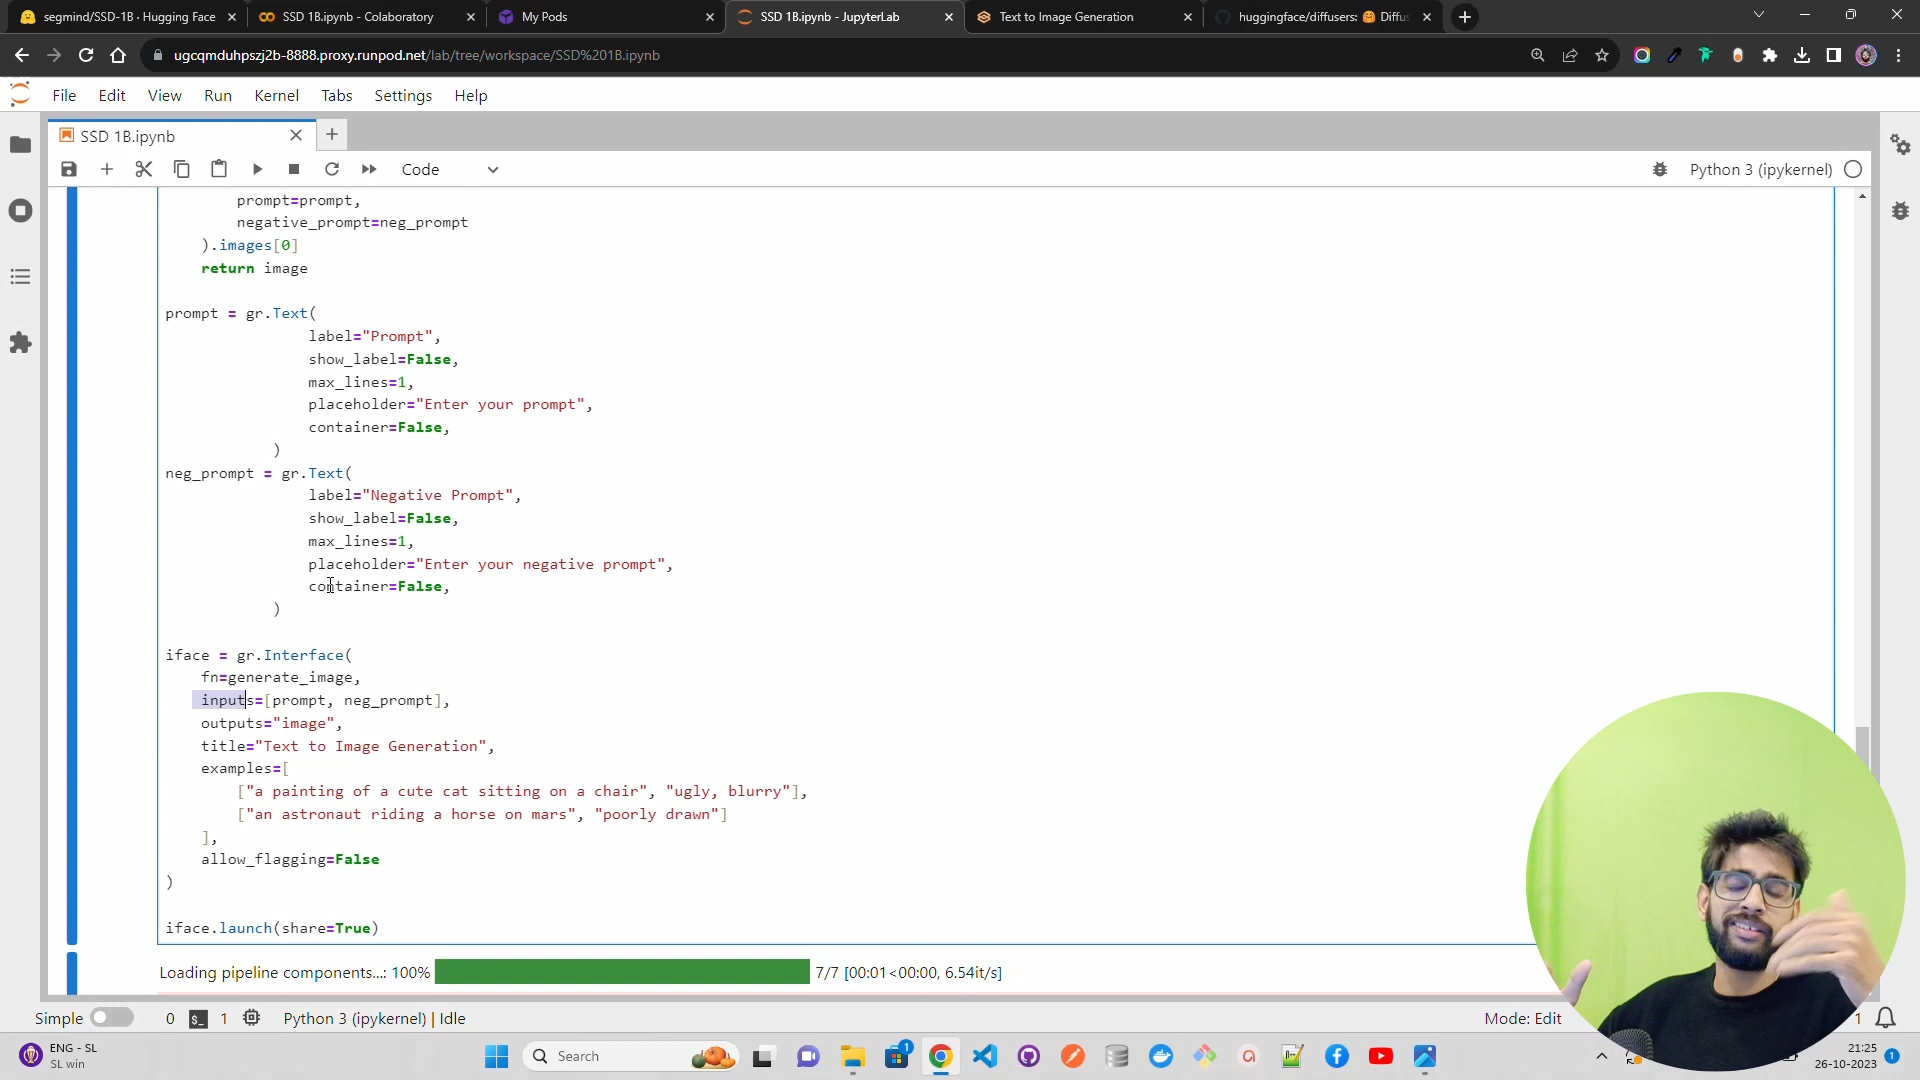 segmind/SSD-1B · Hugging Face
SSD 1B.ipynb - Colaboratory
My Pods
SSD 1B.ipynb - JupyterLab
Text to Image Generation
huggingface/diffusers: 🤗 Diffus
ugcqmduhpszj2b-8888.proxy.runpod.net/lab/tree/workspace/SSD%201B.ipynb
File Edit View Run Kernel Tabs Settings Help
SSD 1B.ipynb
Code
Python 3 (ipykernel)
prompt=prompt,
negative_prompt=neg_prompt
).images[0]
return image
prompt = gr.Text(
label="Prompt",
show_label=False,
max_lines=1,
placeholder="Enter your prompt",
container=False,
)
neg_prompt = gr.Text(
label="Negative Prompt",
show_label=False,
max_lines=1,
placeholder="Enter your negative prompt",
container=False,
)
iface = gr.Interface(
fn=generate_image,
inputs=[prompt, neg_prompt],
outputs="image",
title="Text to Image Generation",
examples=[
["a painting of a cute cat sitting on a chair", "ugly, blurry"],
["an astronaut riding a horse on mars", "poorly drawn"]
],
allow_flagging=False
)
iface.launch(share=True)
Loading pipeline components...: 100% 7/7 [00:01<00:00, 6.54it/s]
Simple 0 $_ 1 Python 3 (ipykernel) | Idle Mode: Edit 1
ENG - SL
SL win
Search
1
21:25
26-10-2023
1